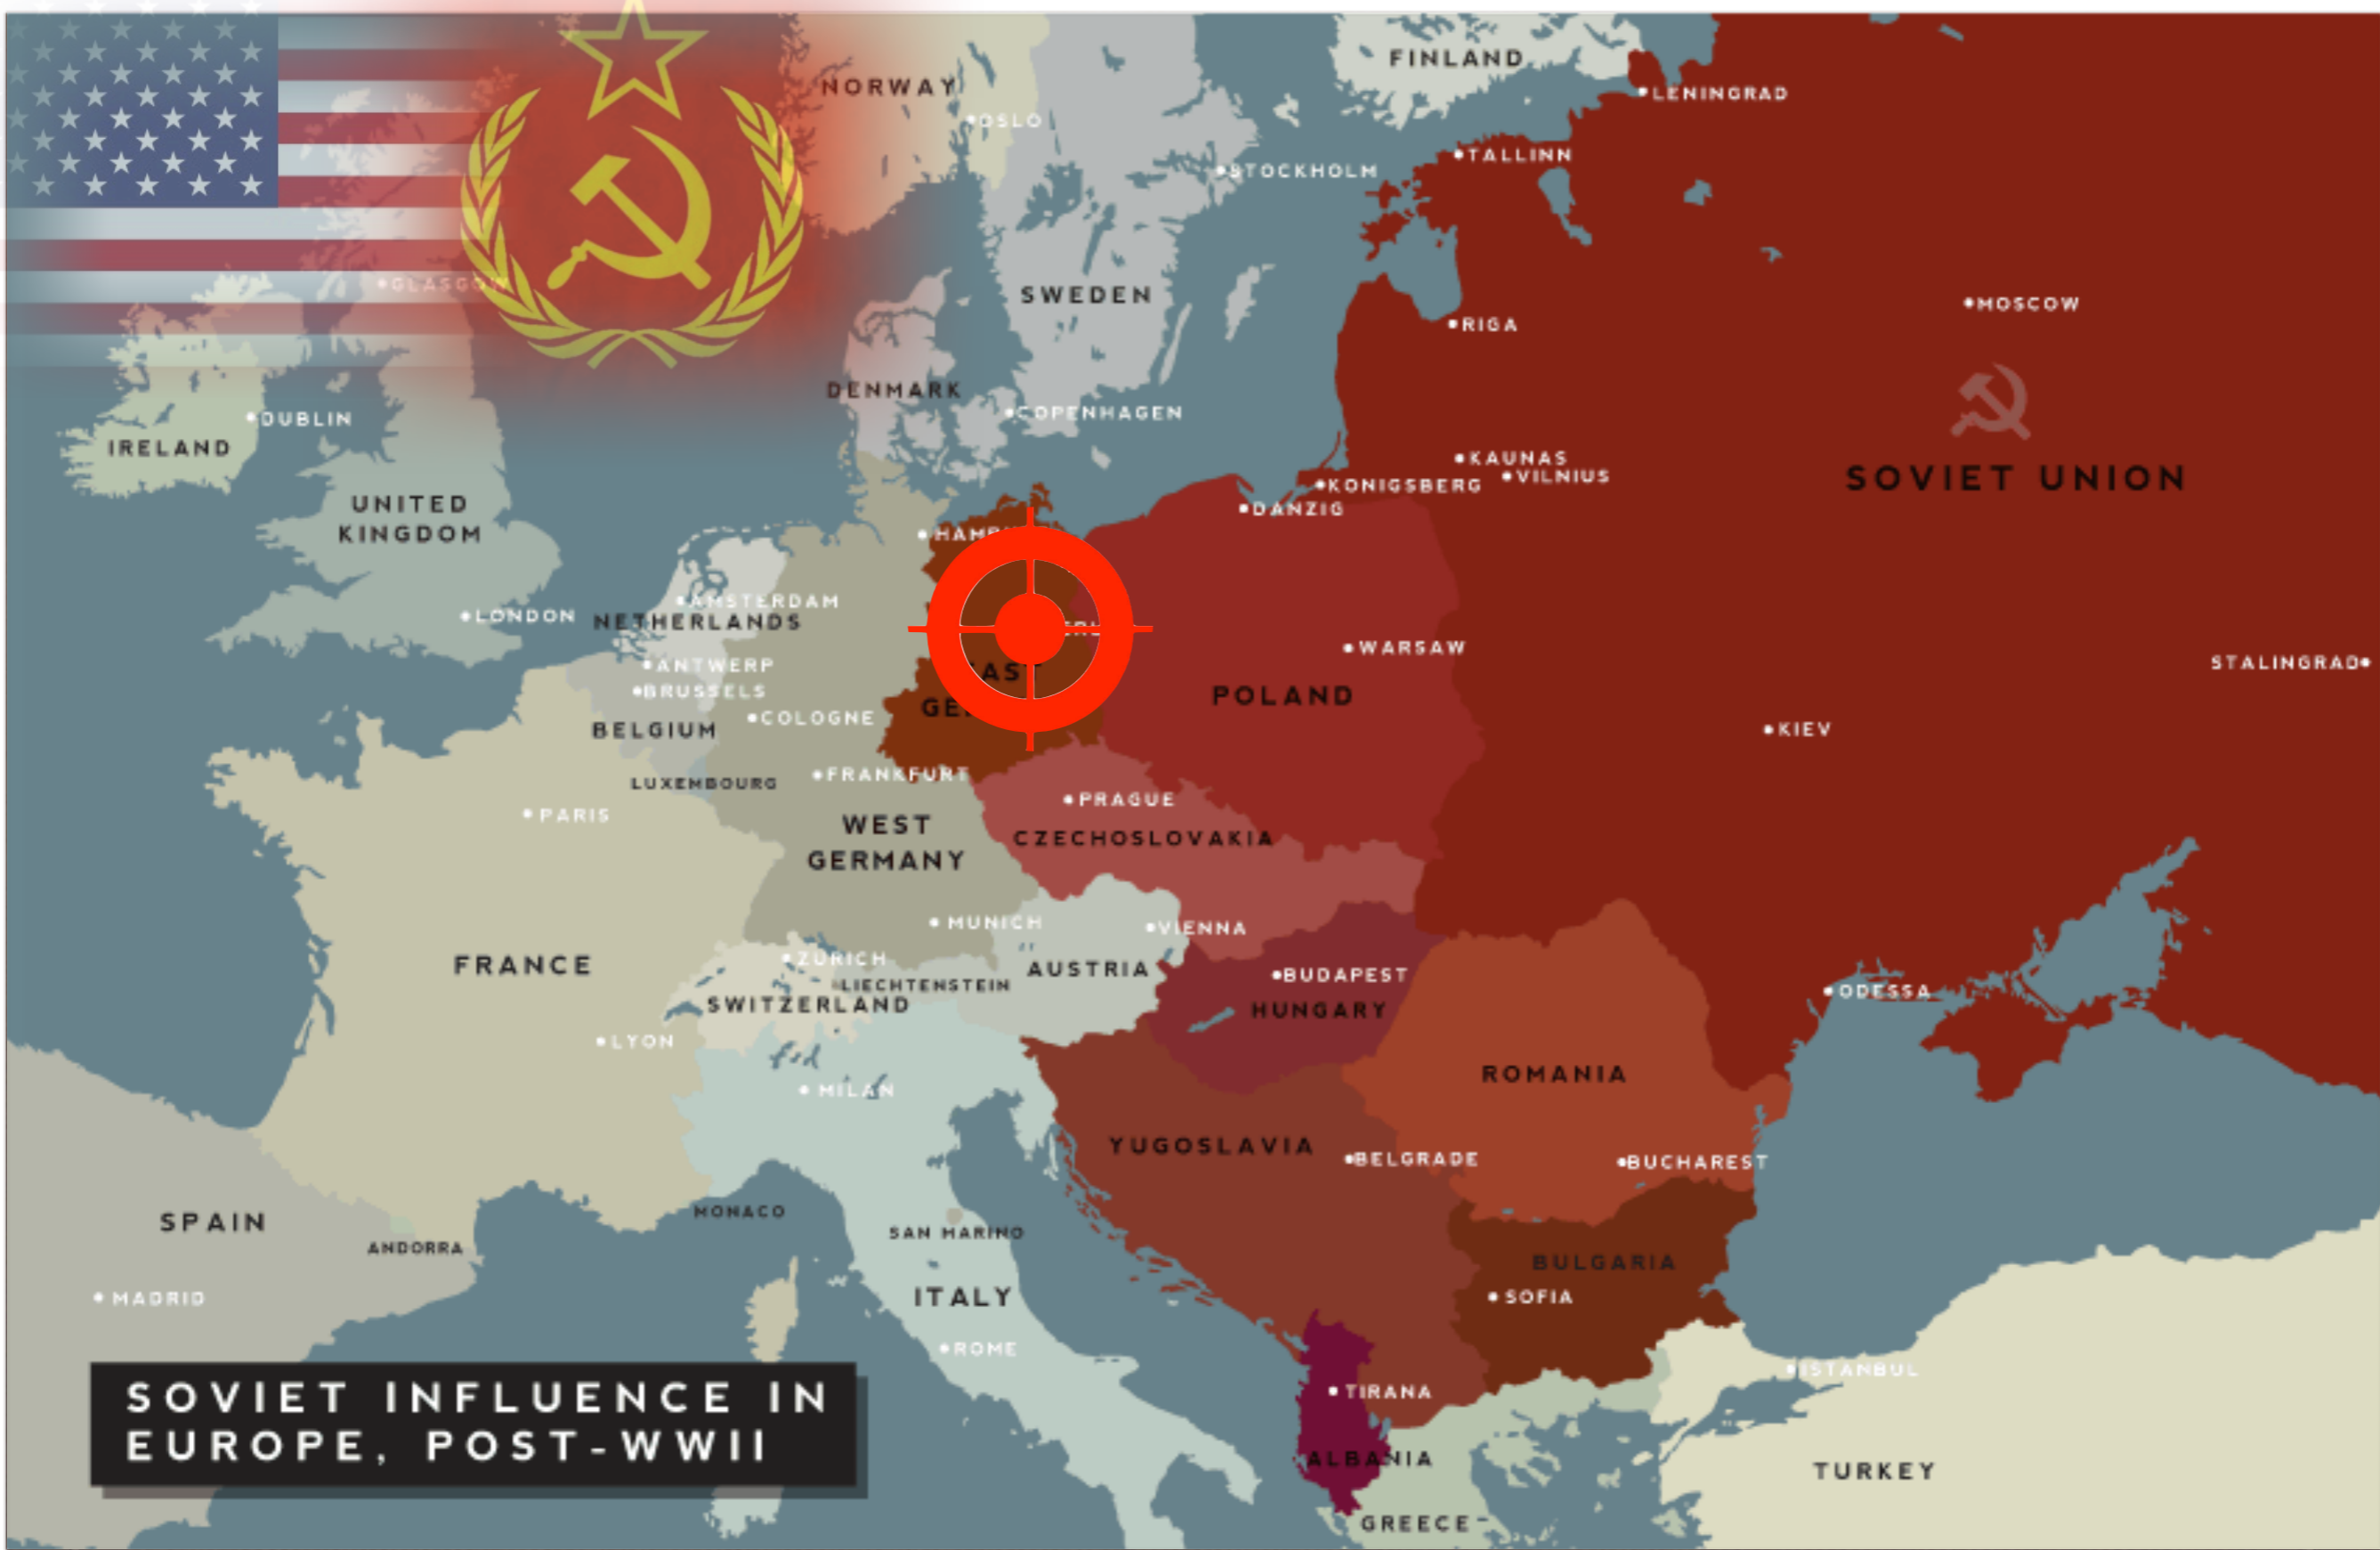 FINLAND
NORWAY
LENINGRAD
OSLO
TALLINN
STOCKHOLM
GLASGOW
SWEDEN
MOSCOW
RIGA
DENMARK
COPENHAGEN
DUBLIN
IRELAND
KAUNAS
VILNIUS
SOVIET UNION
KONIGSBERG
DANZIG
UNITED
KINGDOM
AMSTERDAM
LONDON
NETHERLANDS
WARSAW
ANTWERP
STALINGRAD
BRUSSELS
POLAND
COLOGNE
BELGIUM
KIEV
FRANKFURT
LUXEMBOURG
PRAGUE
PARIS
WEST
GERMANY
CZECHOSLOVAKIA
MUNICH
VIENNA
ZURICH
FRANCE
AUSTRIA
BUDAPEST
LIECHTENSTEIN
ODESSA
SWITZERLAND
HUNGARY
LYON
ROMANIA
MILAN
YUGOSLAVIA
BELGRADE
BUCHAREST
MONACO
SPAIN
SAN MARINO
ANDORRA
BULGARIA
MADRID
ITALY
SOFIA
ROME
ISTANBUL
TIRANA
SOVIET INFLUENCE IN
EUROPE, POST-WWII
ALBANIA
TURKEY
GREECE